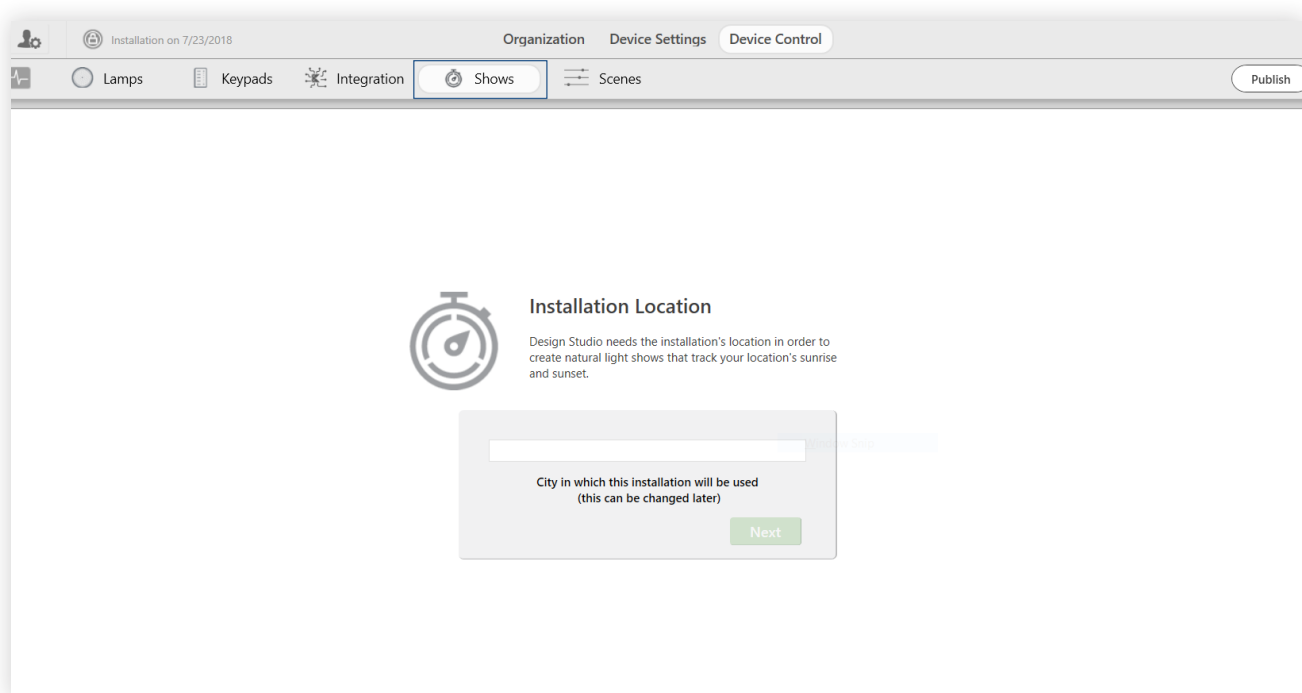 Installation on 7/23/2018
Organization Device Settings Device Control
Lamps Keypads Integration Shows Scenes Publish
Installation Location
Design Studio needs the installation's location in order to
create natural light shows that track your location's sunrise
and sunset.
City in which this installation will be used
(this can be changed later)
Next